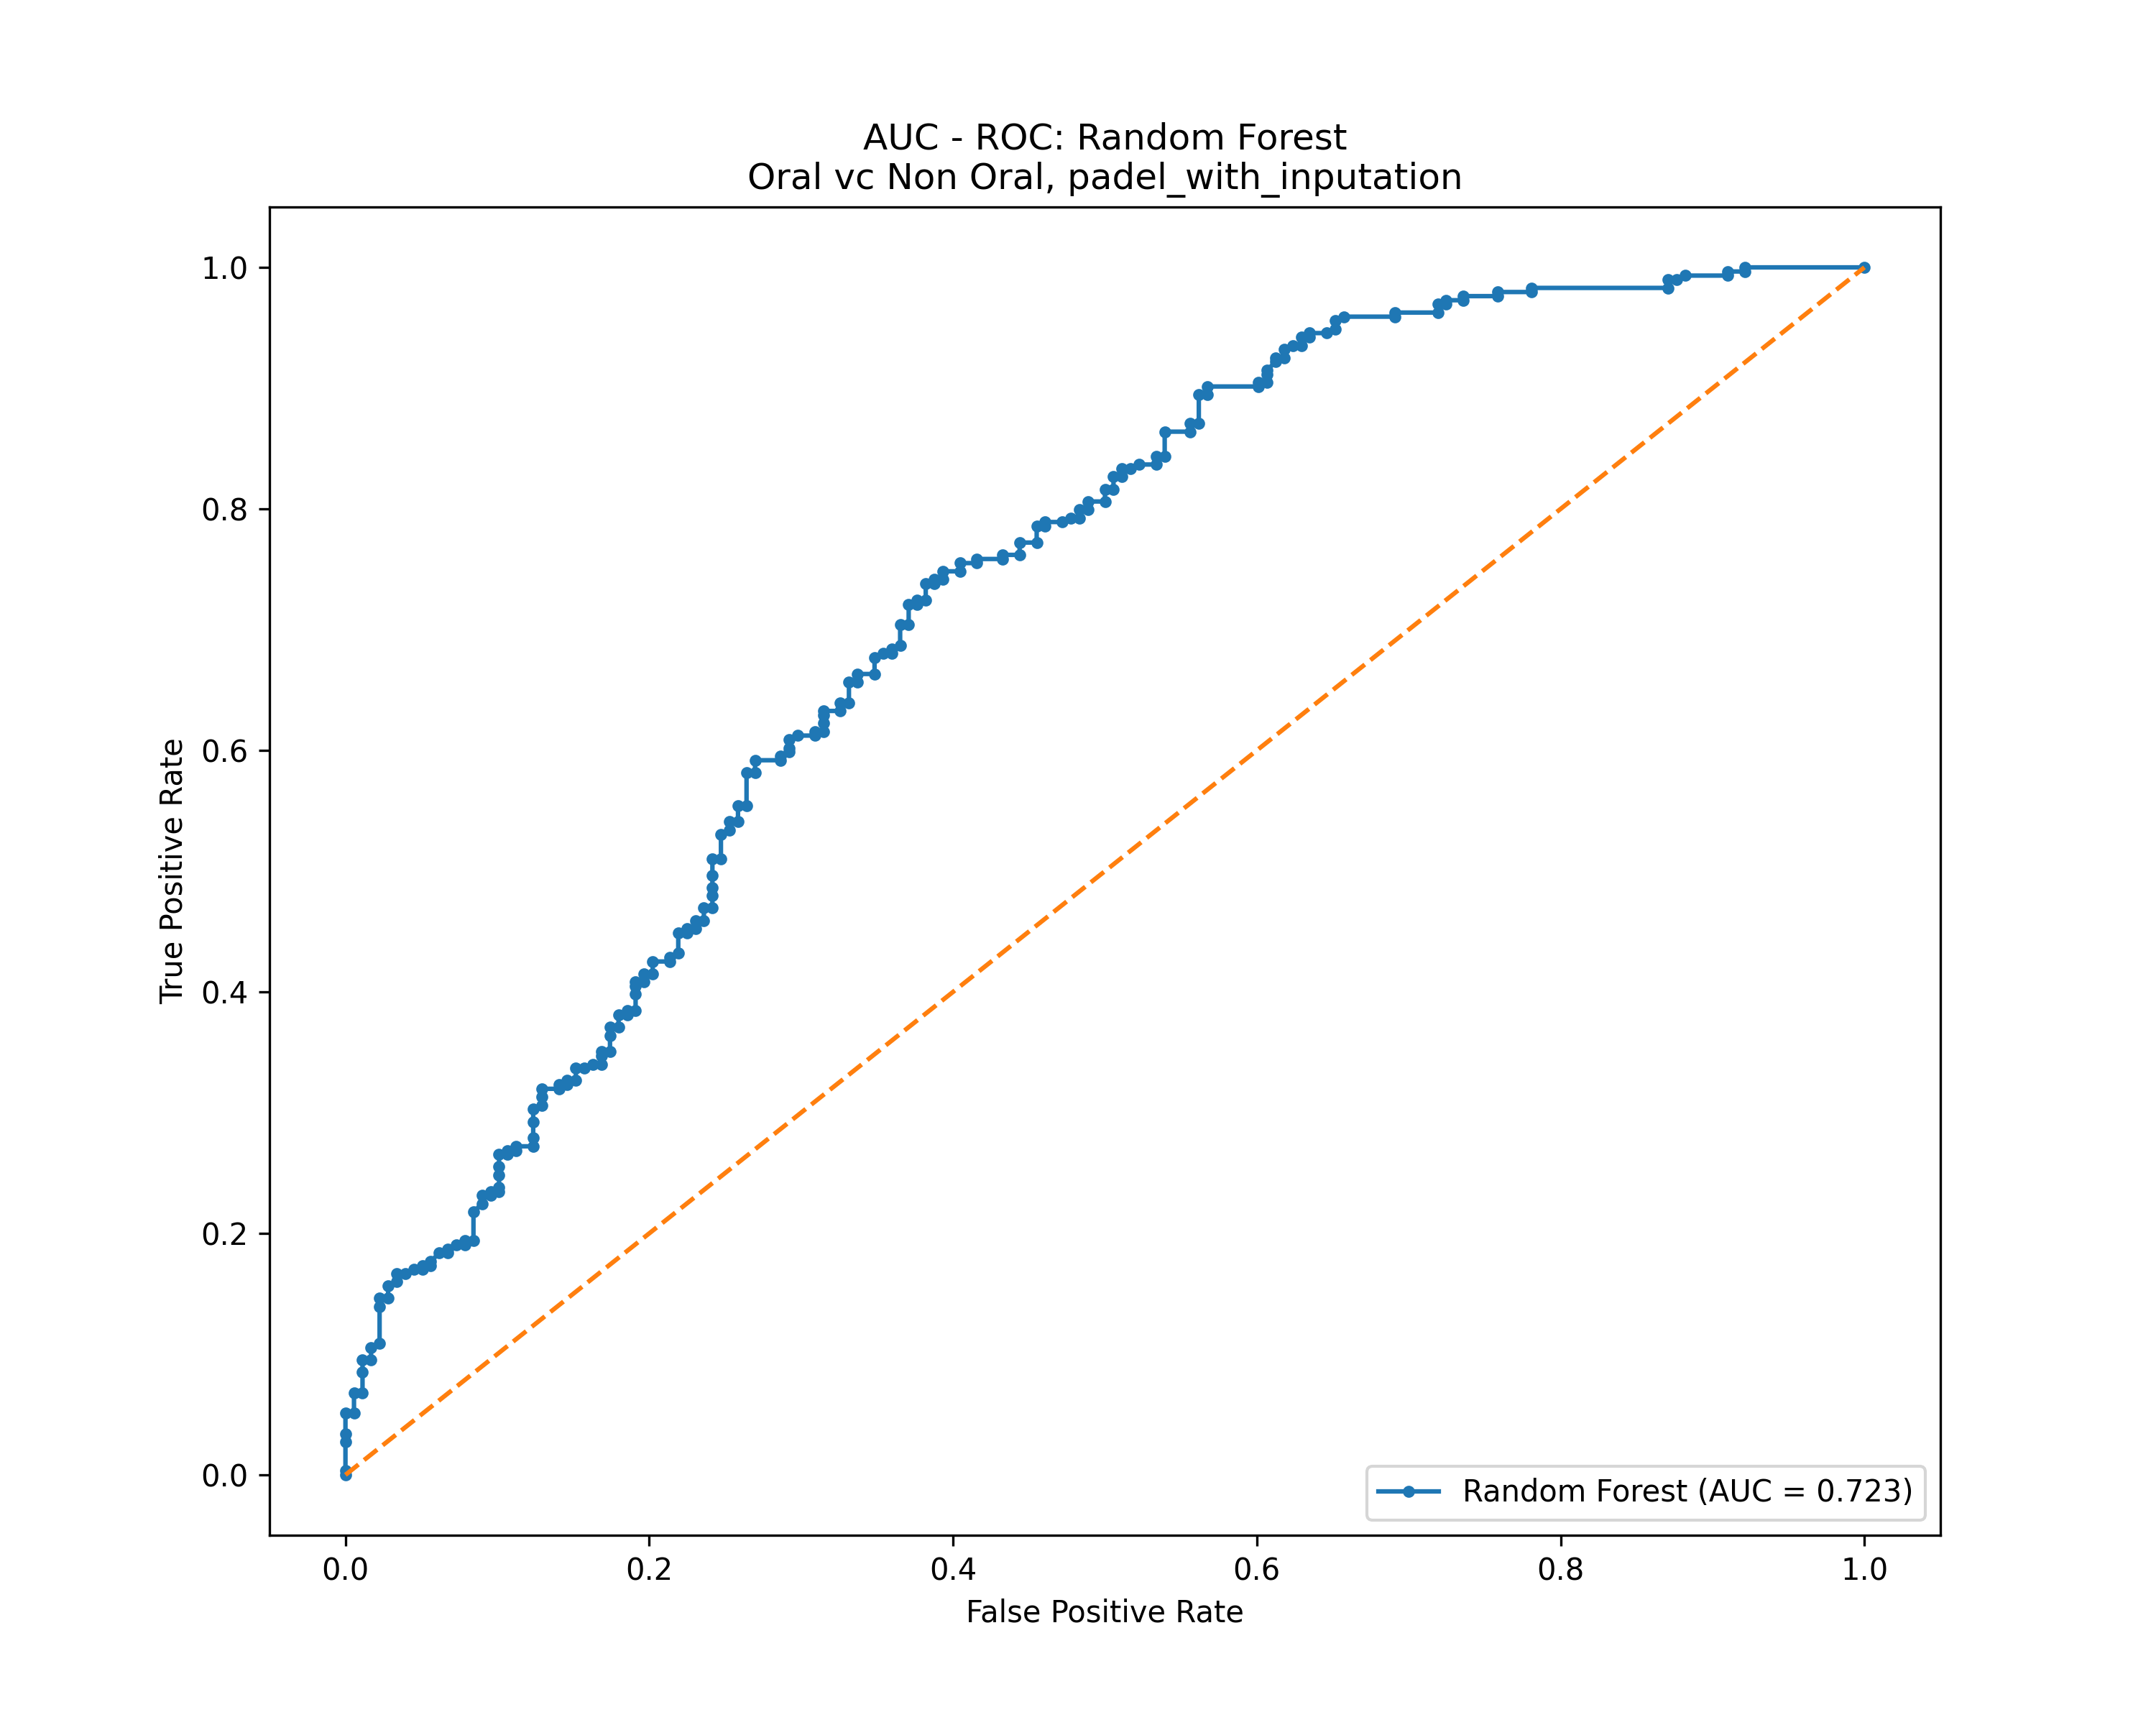 AUC - ROC: Random Forest
Oral vc Non Oral, padel_with_inputation
True Positive Rate
1.0
0.8
0.6
0.4
0.2
0.0
Random Forest (AUC = 0.723)
0.0 0.2 0.4 0.6 0.8 1.0
False Positive Rate